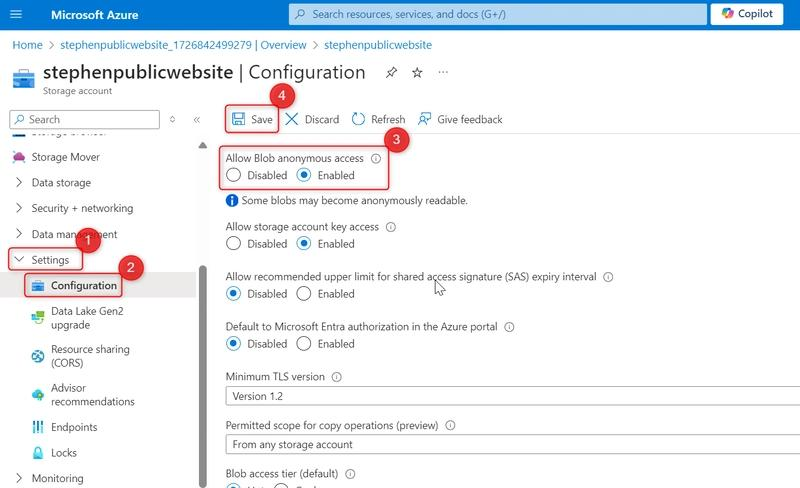 Microsoft Azure
Search resources, services, and docs (G+/)
Copilot
Home > stephenpublicwebsite_1726842499279 | Overview > stephenpublicwebsite
stephenpublicwebsite | Configuration
Storage account
Search
Storage Mover
Data storage
Security + networking
Data management
1
Settings
2
Configuration
Data Lake Gen2
upgrade
Resource sharing
(CORS)
Advisor
recommendations
Endpoints
Locks
Monitoring
4
Save
Discard
Refresh
Give feedback
3
Allow Blob anonymous access
Disabled Enabled
Some blobs may become anonymously readable.
Allow storage account key access
Disabled Enabled
Allow recommended upper limit for shared access signature (SAS) expiry interval
Disabled Enabled
Default to Microsoft Entra authorization in the Azure portal
Disabled Enabled
Minimum TLS version
Version 1.2
Permitted scope for copy operations (preview)
From any storage account
Blob access tier (default)